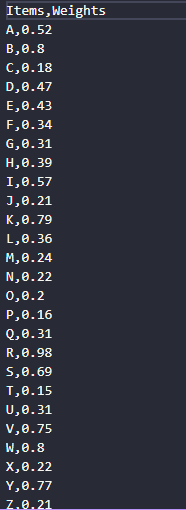 Items,Weights
A,0.52
B,0.8
C,0.18
D,0.47
E,0.43
F,0.34
G,0.31
H,0.39
I,0.57
J,0.21
K,0.79
L,0.36
M,0.24
N,0.22
O,0.2
P,0.16
Q,0.31
R,0.98
S,0.69
T,0.15
U,0.31
V,0.75
W,0.8
X,0.22
Y,0.77
Z,0.21